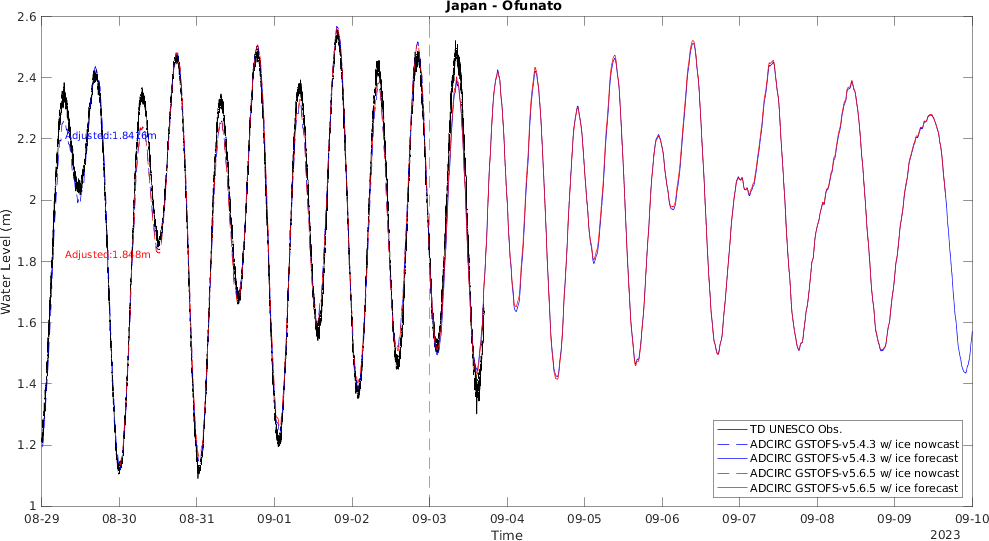 Japan - Ofunato
Water Level (m)
2.6
2.4
2.2
2
1.8
1.6
1.4
1.2
1
Adjusted:1.8476m
Adjusted:1.848m
TD UNESCO Obs.
ADCIRC GSTOFS-v5.4.3 w/ ice nowcast
ADCIRC GSTOFS-v5.4.3 w/ ice forecast
ADCIRC GSTOFS-v5.6.5 w/ ice nowcast
ADCIRC GSTOFS-v5.6.5 w/ ice forecast
08-29 08-30 08-31 09-01 09-02 09-03 09-04 09-05 09-06 09-07 09-08 09-09 09-10
Time
2023